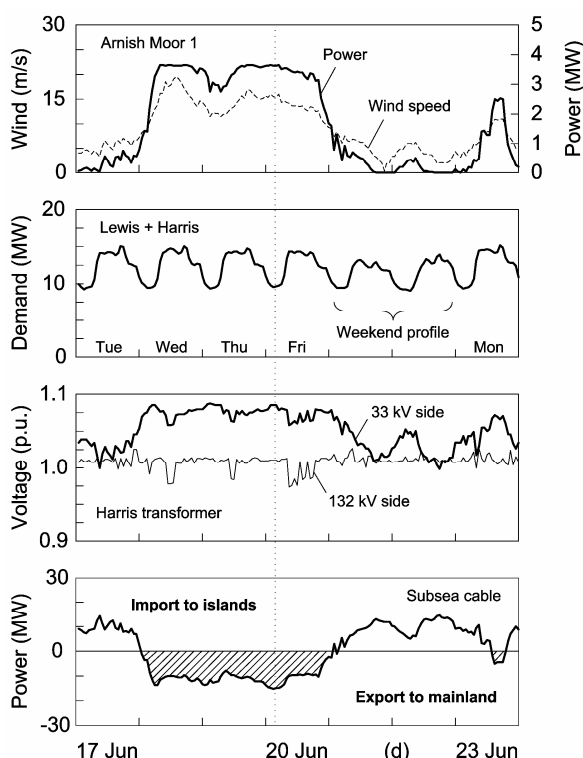 30
5
Arnish Moor 1
4
Power
15
3
Wind speed
2
1
0
0
Wind (m/s)
Power (MW)
20
Lewis + Harris
10
Weekend profile
Tue Wed Thu Fri Mon
0
Demand (MW)
1.1
33 kV side
1.0
132 kV side
Harris transformer
0.9
Voltage (p.u.)
30
Subsea cable
Import to islands
0
Export to mainland
-30
Power (MW)
17 Jun 20 Jun (d) 23 Jun